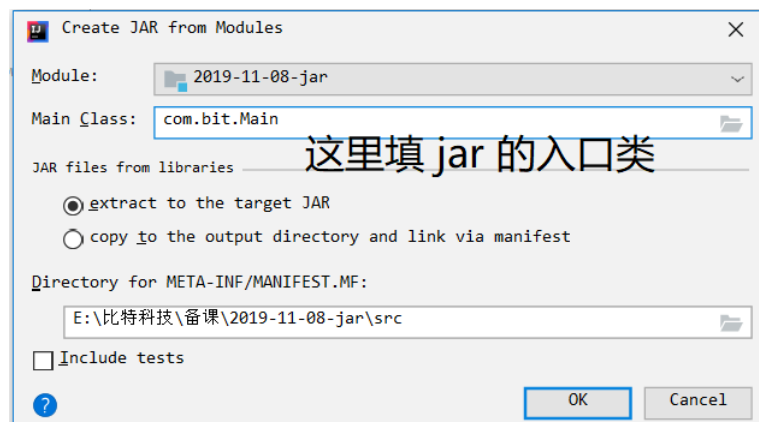 Create JAR from Modules
Module: 2019-11-08-jar
Main Class: com.bit.Main
这里填 jar 的入口类
JAR files from libraries
extract to the target JAR
copy to the output directory and link via manifest
Directory for META-INF/MANIFEST.MF:
E:\比特科技\备课\2019-11-08-jar\src
Include tests
? OK Cancel